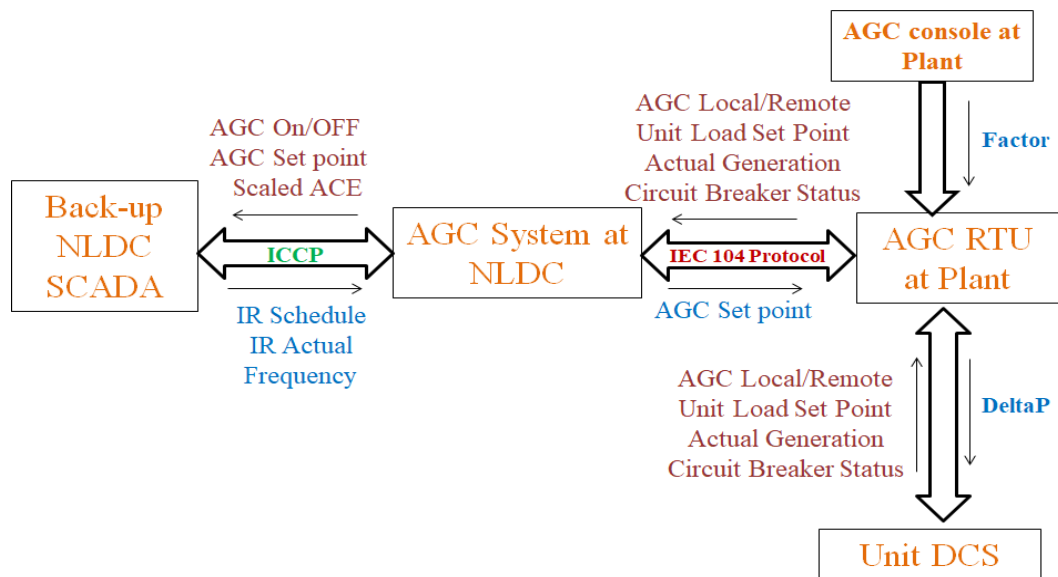 AGC console at
Plant
Factor
AGC On/OFF
AGC Set point
Scaled ACE
AGC Local/Remote
Unit Load Set Point
Actual Generation
Circuit Breaker Status
Back-up
NLDC
SCADA
ICCP
AGC System at
NLDC
IEC 104 Protocol
AGC RTU
at Plant
IR Schedule
IR Actual
Frequency
AGC Set point
AGC Local/Remote
Unit Load Set Point
Actual Generation
Circuit Breaker Status
DeltaP
Unit DCS